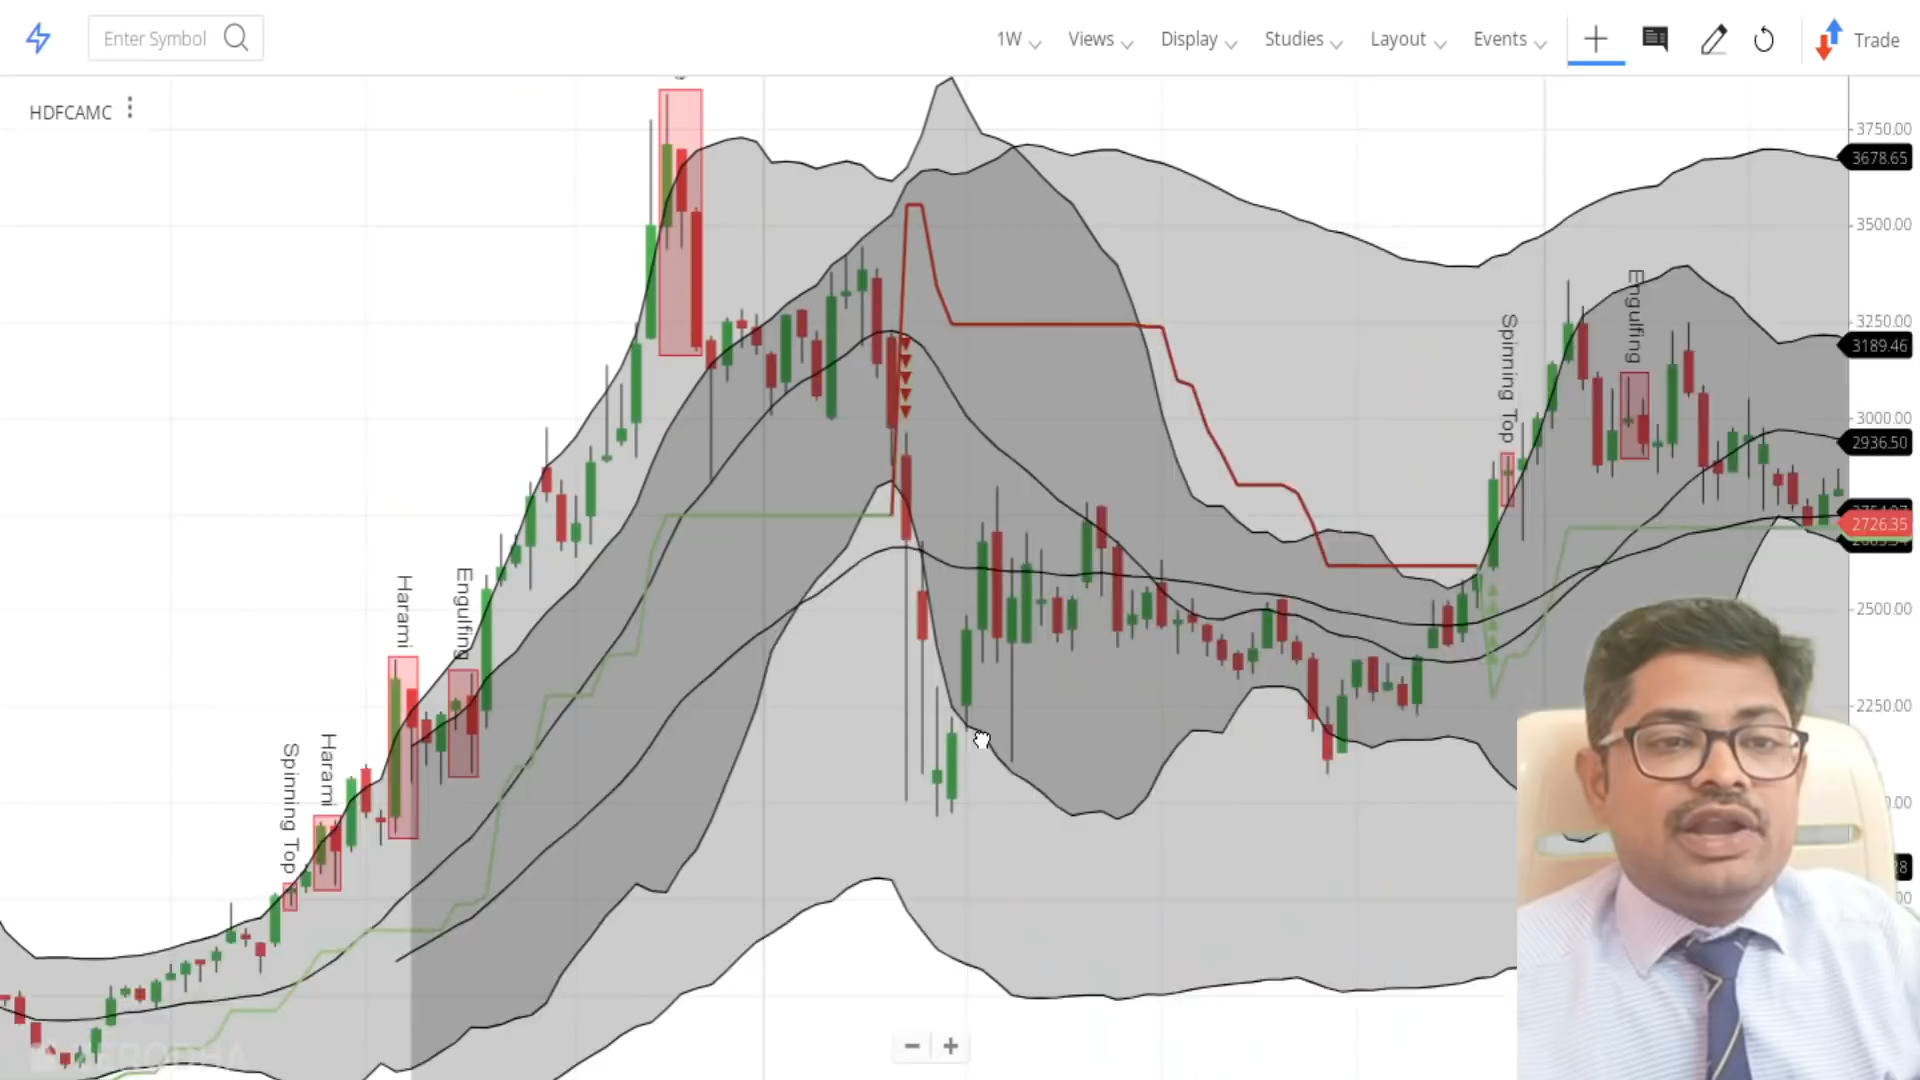 Enter Symbol
1W
Views
Display
Studies
Layout
Events
Trade
HDFCAMC
3750.00
3678.65
3500.00
3250.00
3189.46
3000.00
2936.50
2726.35
2500.00
2250.00
Spinning Top
Harami
Harami
Engulfing
Spinning Top
Engulfing